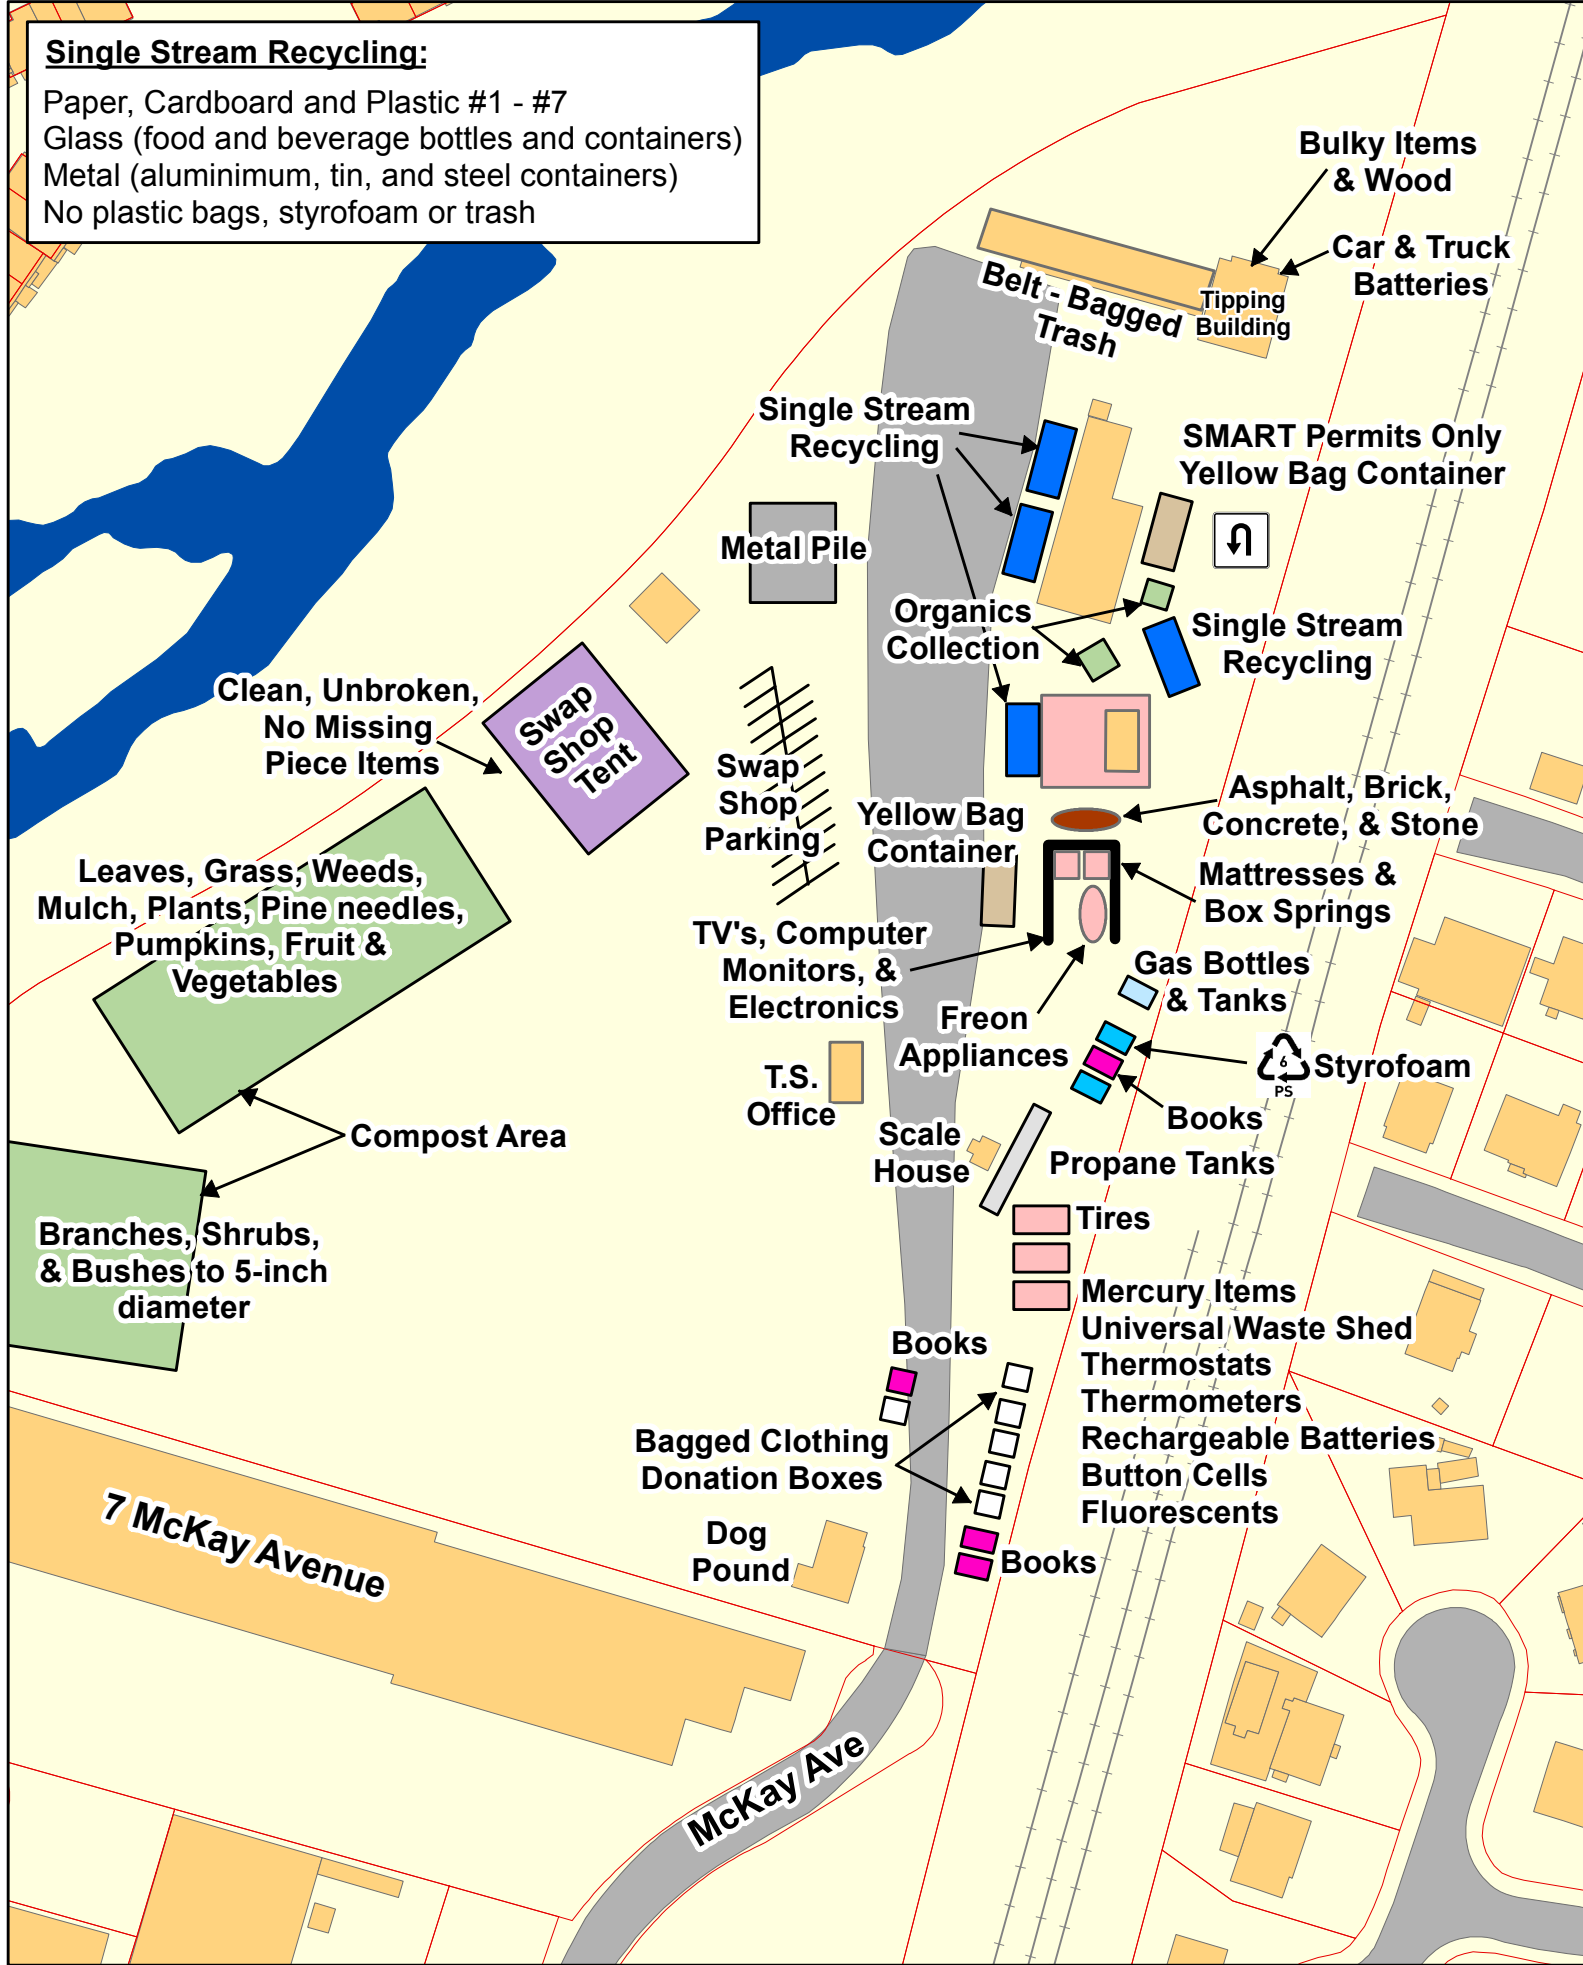 Single Stream Recycling:
Paper, Cardboard and Plastic #1 - #7
Glass (food and beverage bottles and containers)
Metal (aluminimum, tin, and steel containers)
No plastic bags, styrofoam or trash
Bulky Items
& Wood
Car & Truck
Batteries
Belt - Bagged
Trash
Tipping
Building
Single Stream
Recycling
SMART Permits Only
Yellow Bag Container
Metal Pile
Organics
Collection
Single Stream
Recycling
Clean, Unbroken,
No Missing
Piece Items
Swap
Shop
Tent
Swap
Shop
Parking
Yellow Bag
Container
Asphalt, Brick,
Concrete, & Stone
Mattresses &
Box Springs
Leaves, Grass, Weeds,
Mulch, Plants, Pine needles,
Pumpkins, Fruit &
Vegetables
TV's, Computer
Monitors, &
Electronics
Gas Bottles
& Tanks
Freon
Appliances
6
PS
Styrofoam
Books
T.S.
Office
Compost Area
Scale
House
Propane Tanks
Tires
Branches, Shrubs,
& Bushes to 5-inch
diameter
Mercury Items
Universal Waste Shed
Thermostats
Thermometers
Rechargeable Batteries
Button Cells
Fluorescents
Books
Bagged Clothing
Donation Boxes
7 McKay Avenue
Dog
Pound
Books
McKay Ave